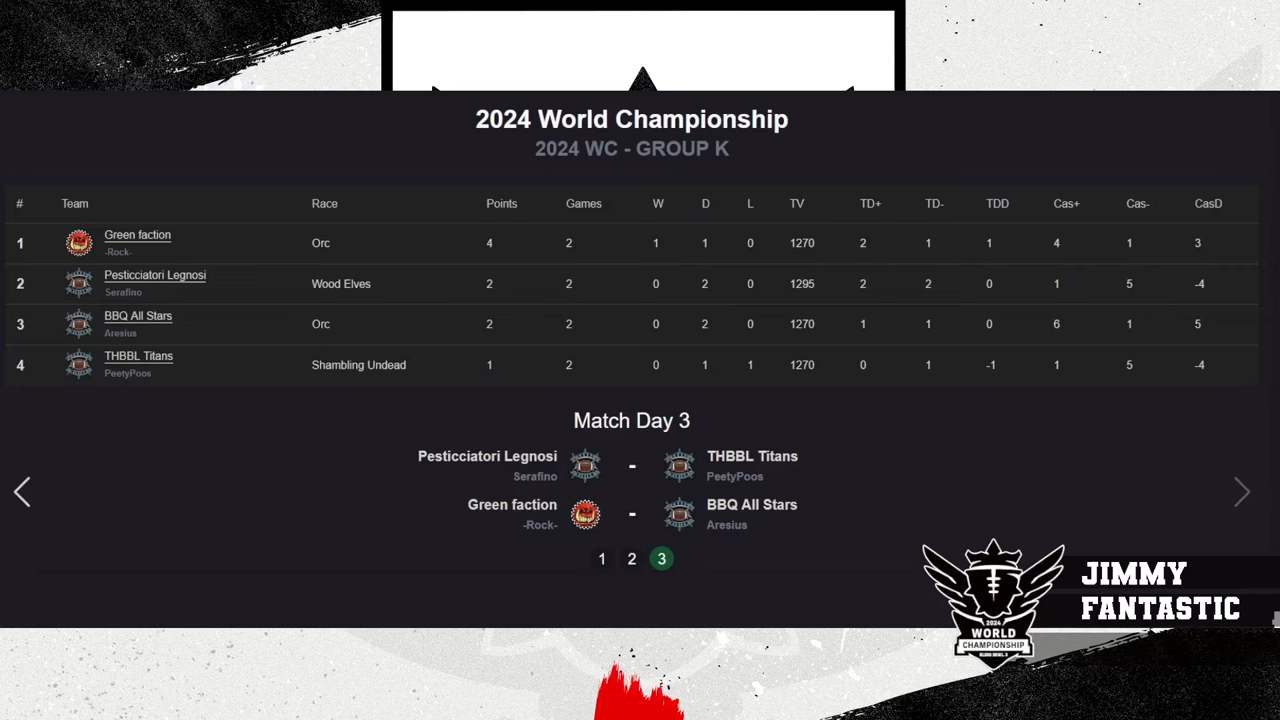 2024 World Championship
2024 WC - GROUP K
# Team Race Points Games W D L TV TD+ TD- TDD Cas+ Cas- CasD
1 Green faction Orc 4 2 1 1 0 1270 2 1 1 4 1 3
-Rock-
2 Pesticciatori Legnosi Wood Elves 2 2 0 2 0 1295 2 2 0 1 5 -4
Serafino
3 BBQ All Stars Orc 2 2 0 2 0 1270 1 1 0 6 1 5
Aresius
4 THBBL Titans Shambling Undead 1 2 0 1 1 1270 0 1 -1 1 5 -4
PeetyPoos
Match Day 3
Pesticciatori Legnosi - THBBL Titans
Serafino PeetyPoos
Green faction - BBQ All Stars
-Rock- Aresius
1 2 3
JIMMY
FANTASTIC
2024
WORLD
CHAMPIONSHIP
BLOOD BOWL 3